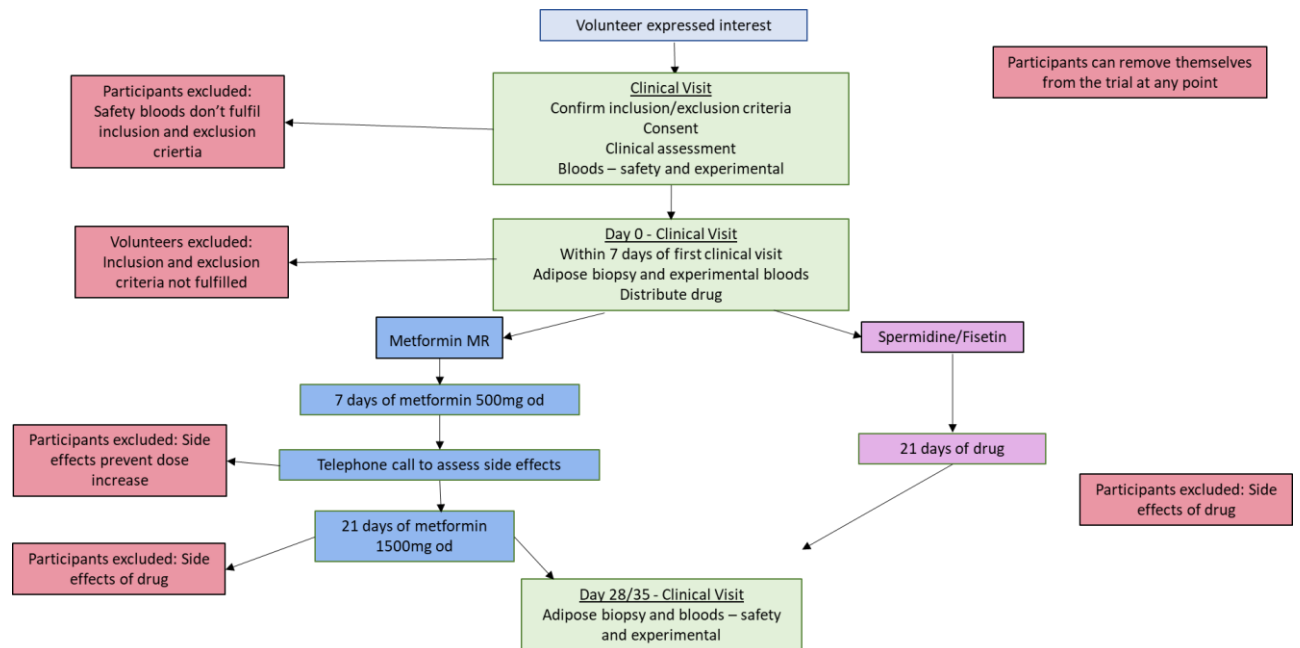 Volunteer expressed interest
Participants can remove themselves
from the trial at any point
Clinical Visit
Confirm inclusion/exclusion criteria
Consent
Clinical assessment
Bloods – safety and experimental
Participants excluded:
Safety bloods don’t fulfil
inclusion and exclusion
criertia
Day 0 - Clinical Visit
Within 7 days of first clinical visit
Adipose biopsy and experimental bloods
Distribute drug
Volunteers excluded:
Inclusion and exclusion
criteria not fulfilled
Metformin MR
Spermidine/Fisetin
7 days of metformin 500mg od
21 days of drug
Participants excluded: Side
effects prevent dose
increase
Telephone call to assess side effects
Participants excluded: Side
effects of drug
21 days of metformin
1500mg od
Participants excluded: Side
effects of drug
Day 28/35 - Clinical Visit
Adipose biopsy and bloods – safety
and experimental